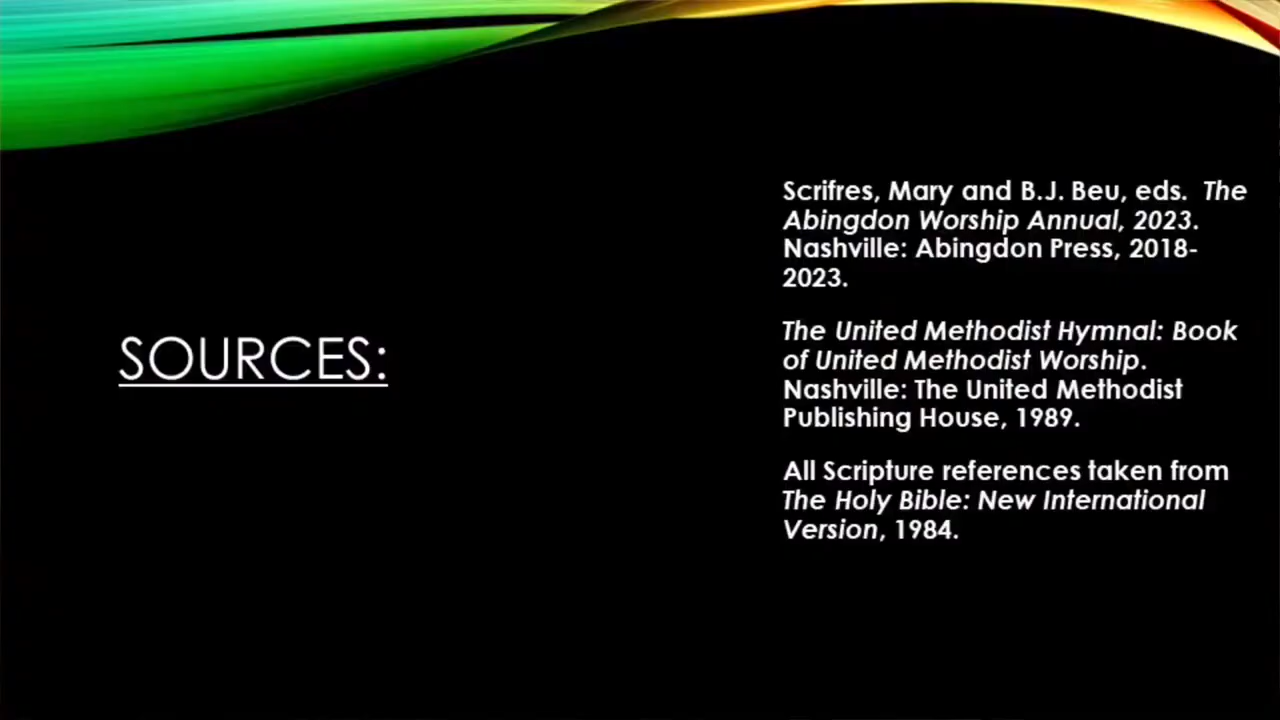 SOURCES:
Scrifres, Mary and B.J. Beu, eds.  The
Abingdon Worship Annual, 2023.
Nashville: Abingdon Press, 2018-
2023.
The United Methodist Hymnal: Book
of United Methodist Worship.
Nashville: The United Methodist
Publishing House, 1989.
All Scripture references taken from
The Holy Bible: New International
Version, 1984.